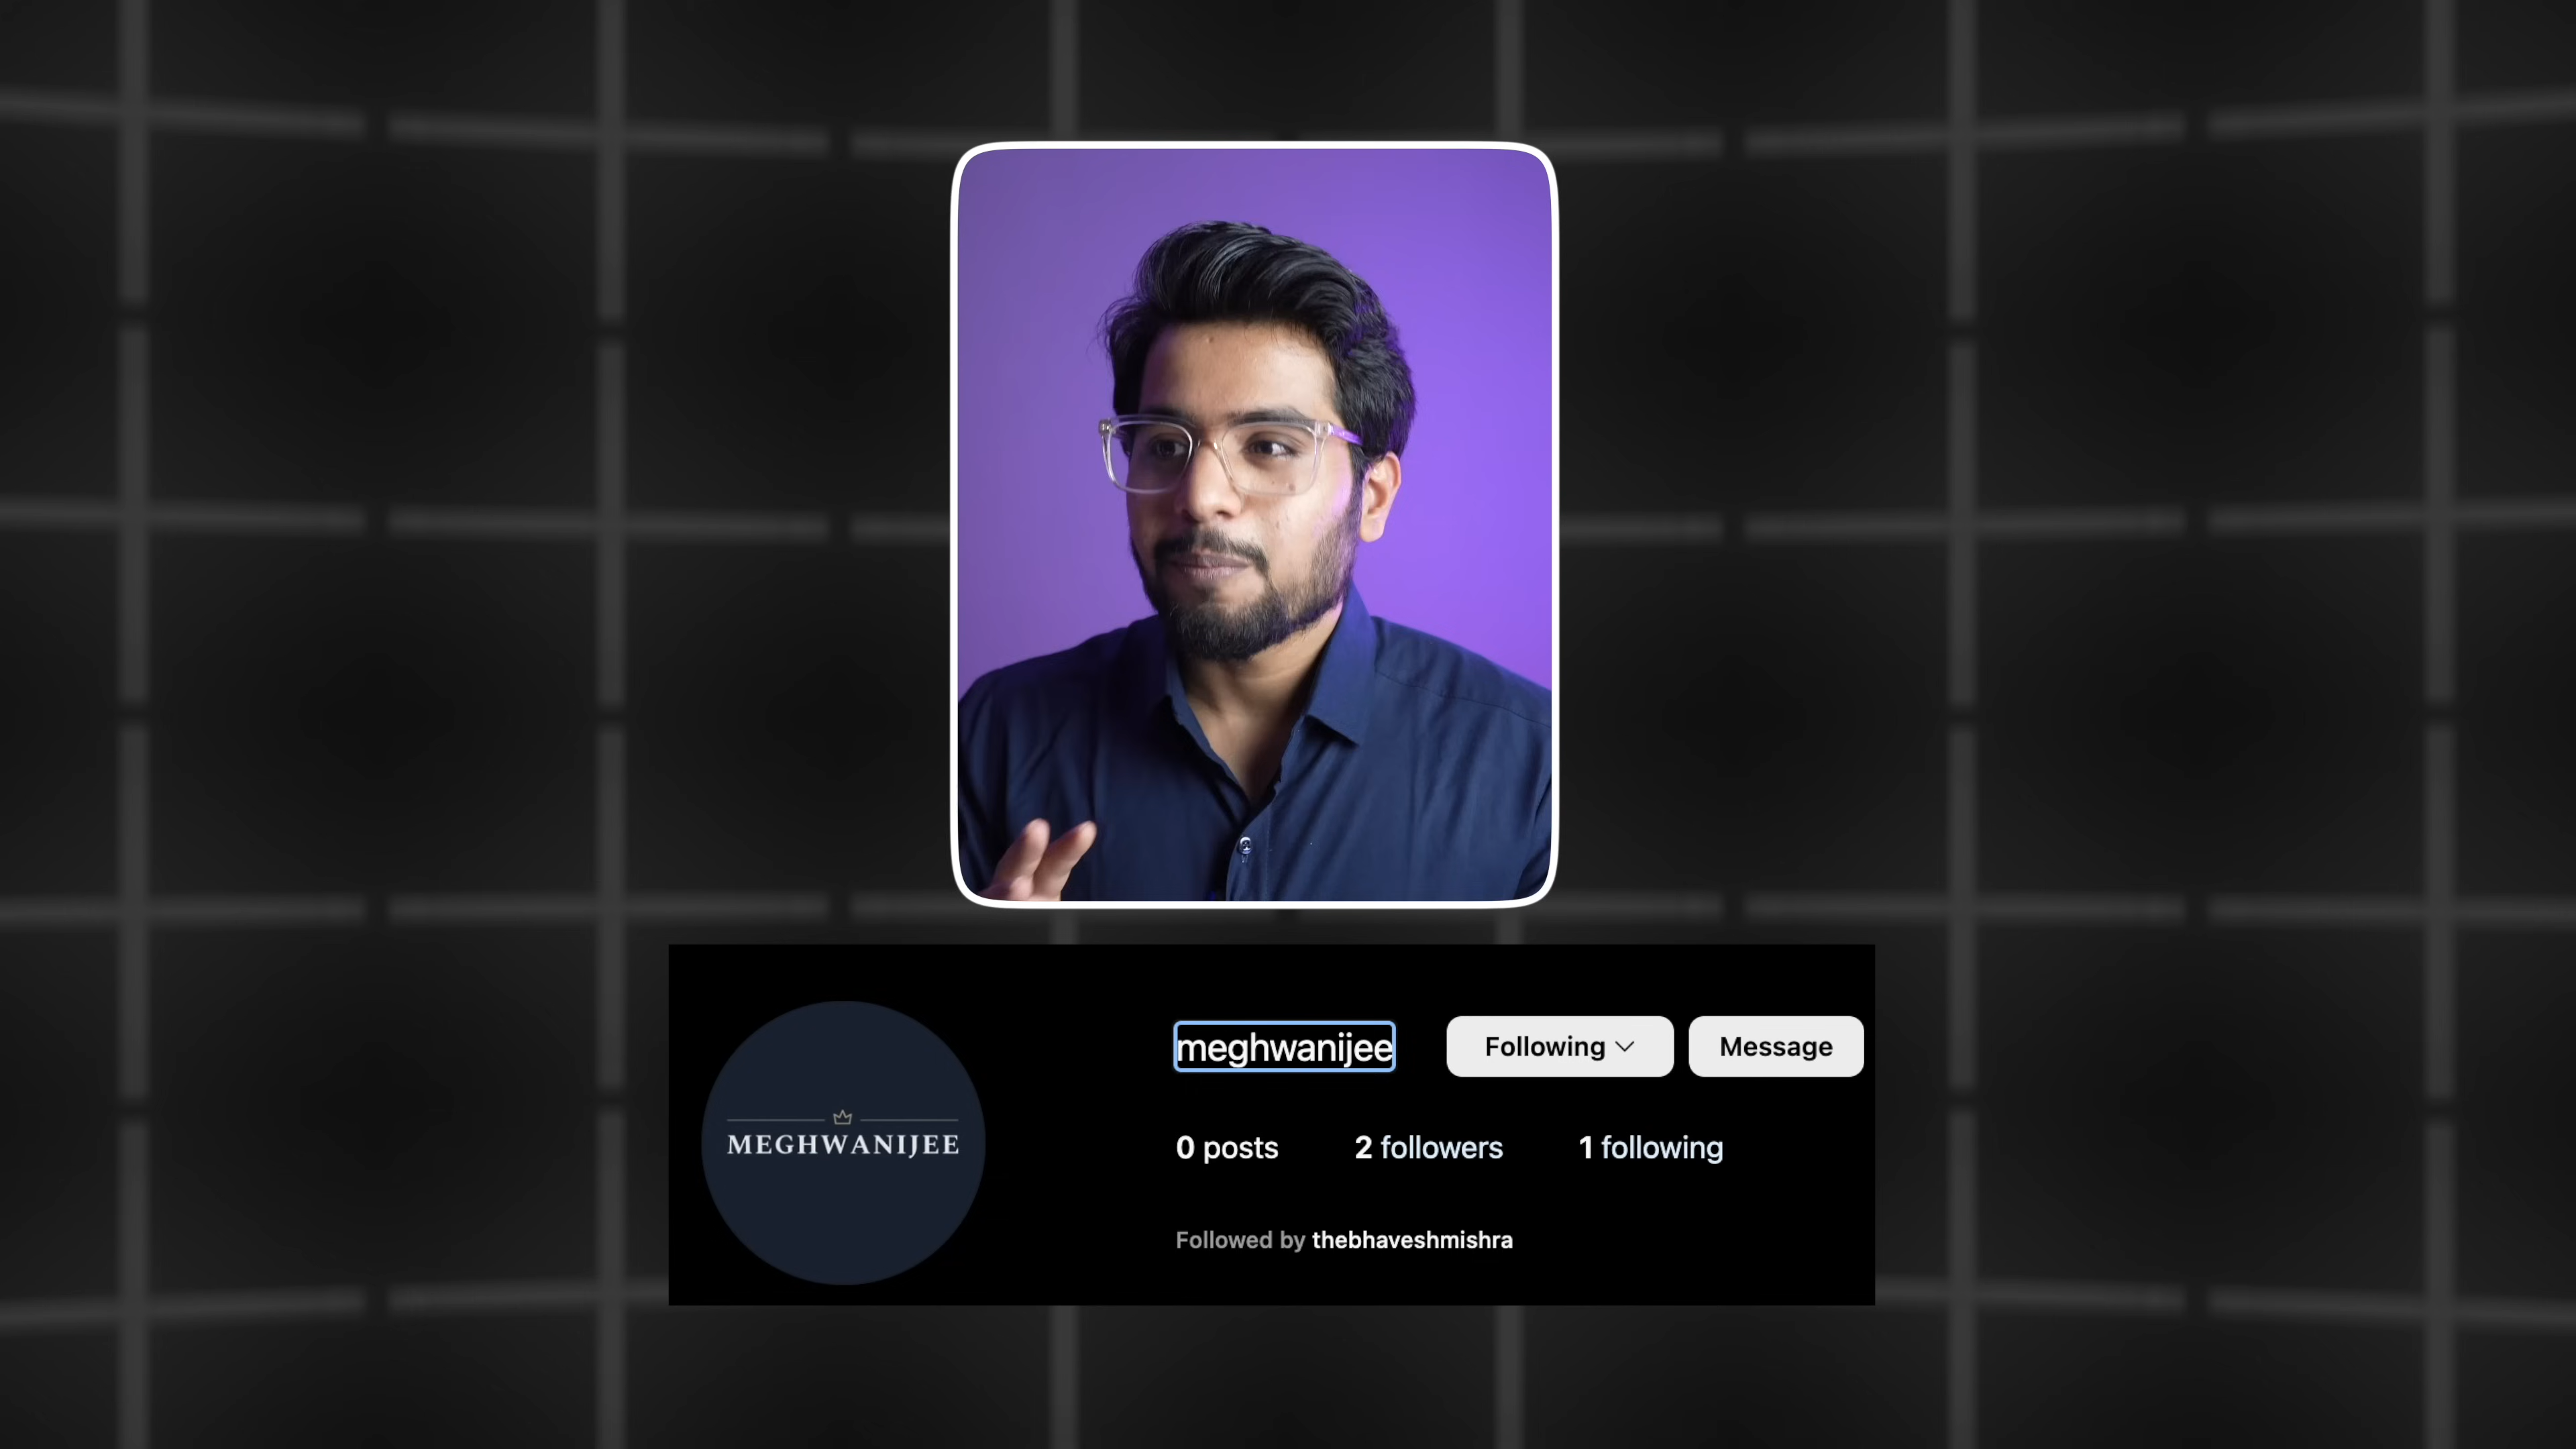 meghwanijee
Following
Message
MEGHWANIJEE
0 posts
2 followers
1 following
Followed by thebhaveshmishra